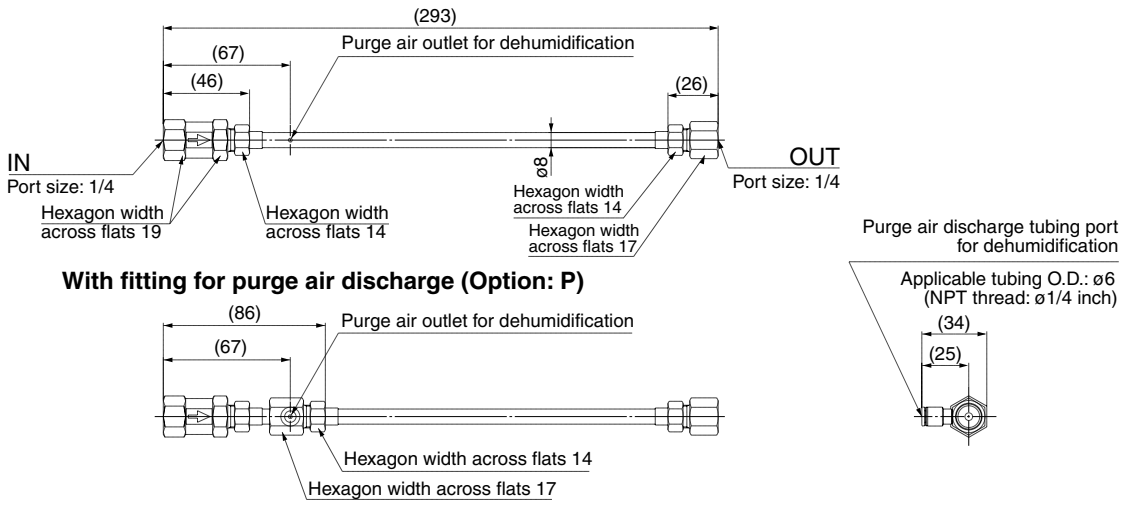 (293)
Purge air outlet for dehumidification
(67)
(46)
(26)
IN
Port size: 1/4
OUT
Port size: 1/4
ø8
Hexagon width
across flats 19
Hexagon width
across flats 14
Hexagon width
across flats 14
Hexagon width
across flats 17
Purge air discharge tubing port
for dehumidification
Applicable tubing O.D.: ø6
(NPT thread: ø1/4 inch)
With fitting for purge air discharge (Option: P)
(86)
Purge air outlet for dehumidification
(67)
(34)
(25)
Hexagon width across flats 14
Hexagon width across flats 17